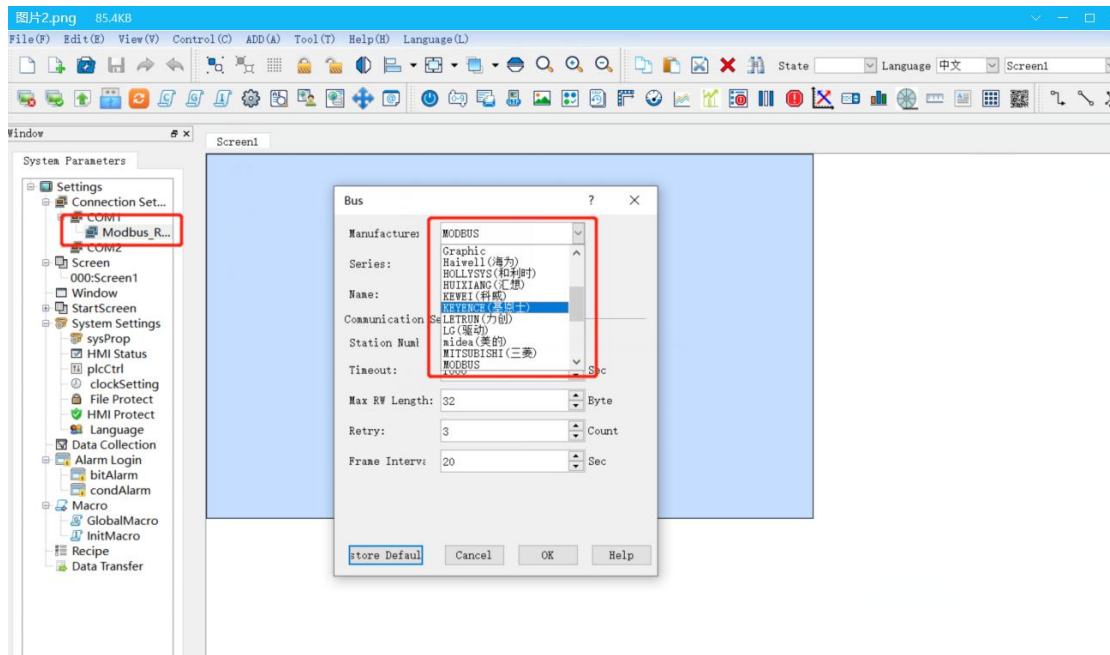 图片2.png 85.4KB
File(F) Edit(E) View(V) Control(C) ADD(A) Tool(T) Help(H) Language(L)
State Language 中文 Screen1
Window
Screen1
System Parameters
Settings
Connection Set...
COM1
Modbus_R...
COM2
Screen
000:Screen1
Window
StartScreen
System Settings
sysProp
HMI Status
plcCtrl
clockSetting
File Protect
HMI Protect
Language
Data Collection
Alarm Login
bitAlarm
condAlarm
Macro
GlobalMacro
InitMacro
Recipe
Data Transfer
Bus ?
Manufacturer MODBUS
Graphic
Haiwell(海为)
HOLLYSYS(和利时)
HUIXIANG(汇想)
KEWEI(科威)
KEYENCE(基恩士)
LETRUN(力创)
LG(驱动)
midea(美的)
MITSUBISHI(三菱)
MODBUS
Series:
Name:
Communication Se
Station Numl
Timeout: 1000 Sec
Max RW Length: 32 Byte
Retry: 3 Count
Frame Interva 20 Sec
store Defaul Cancel OK Help